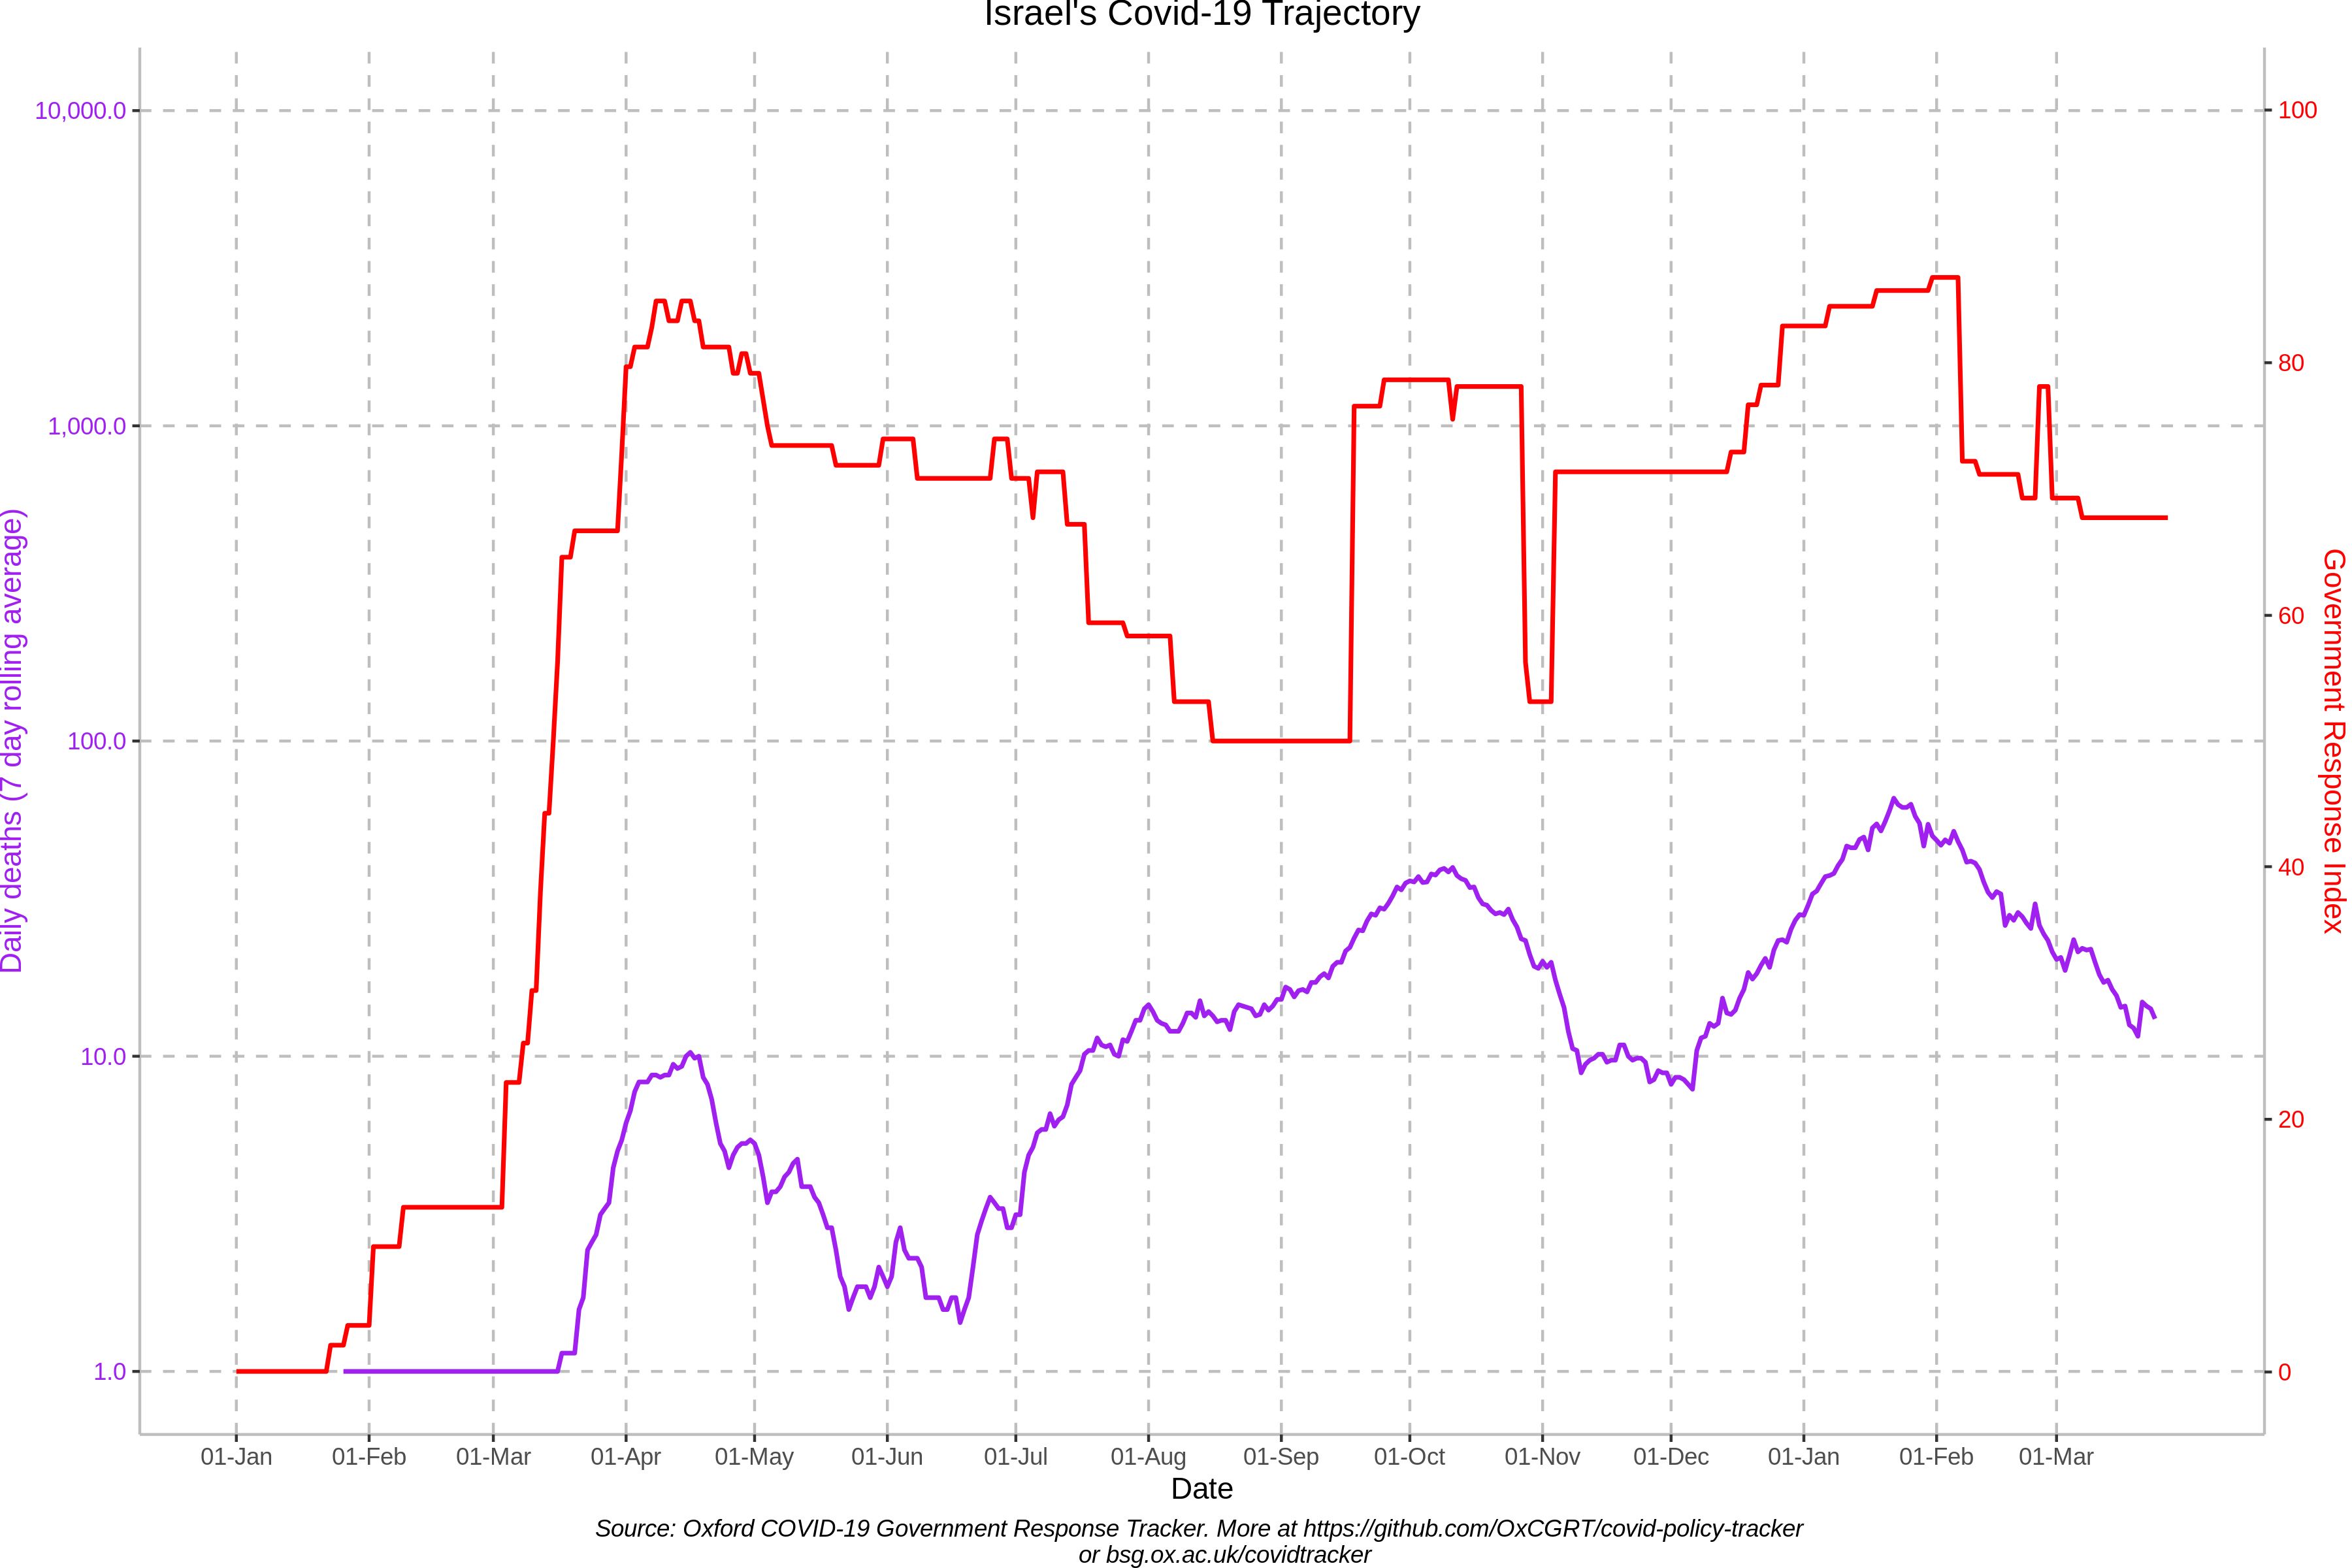 Israel's Covid-19 Trajectory
10,000.0
1,000.0
100.0
10.0
1.0
Daily deaths (7 day rolling average)
100
80
60
40
20
0
Government Response Index
01-Jan 01-Feb 01-Mar 01-Apr 01-May 01-Jun 01-Jul 01-Aug 01-Sep 01-Oct 01-Nov 01-Dec 01-Jan 01-Feb 01-Mar
Date
Source: Oxford COVID-19 Government Response Tracker. More at https://github.com/OxCGRT/covid-policy-tracker
or bsg.ox.ac.uk/covidtracker